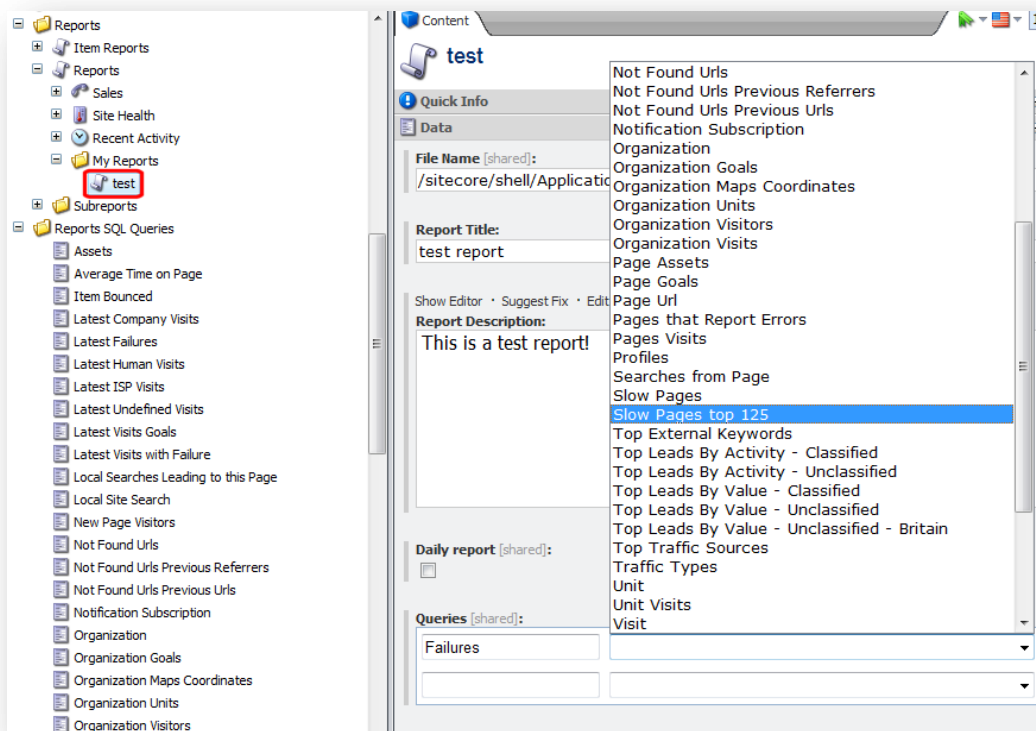 Reports
Item Reports
Reports
Sales
Site Health
Recent Activity
My Reports
test
Subreports
Reports SQL Queries
Assets
Average Time on Page
Item Bounced
Latest Company Visits
Latest Failures
Latest Human Visits
Latest ISP Visits
Latest Undefined Visits
Latest Visits Goals
Latest Visits with Failure
Local Searches Leading to this Page
Local Site Search
New Page Visitors
Not Found Urls
Not Found Urls Previous Referrers
Not Found Urls Previous Urls
Notification Subscription
Organization
Organization Goals
Organization Maps Coordinates
Organization Units
Organization Visitors
Content
test
Quick Info
Data
File Name [shared]:
/sitecore/shell/Applicatio
Report Title:
test report
Show Editor · Suggest Fix · Edit
Report Description:
This is a test report!
Daily report [shared]:
Queries [shared]:
Failures
Not Found Urls
Not Found Urls Previous Referrers
Not Found Urls Previous Urls
Notification Subscription
Organization
Organization Goals
Organization Maps Coordinates
Organization Units
Organization Visitors
Organization Visits
Page Assets
Page Goals
Page Url
Pages that Report Errors
Pages Visits
Profiles
Searches from Page
Slow Pages
Slow Pages top 125
Top External Keywords
Top Leads By Activity - Classified
Top Leads By Activity - Unclassified
Top Leads By Value - Classified
Top Leads By Value - Unclassified
Top Leads By Value - Unclassified - Britain
Top Traffic Sources
Traffic Types
Unit
Unit Visits
Visit